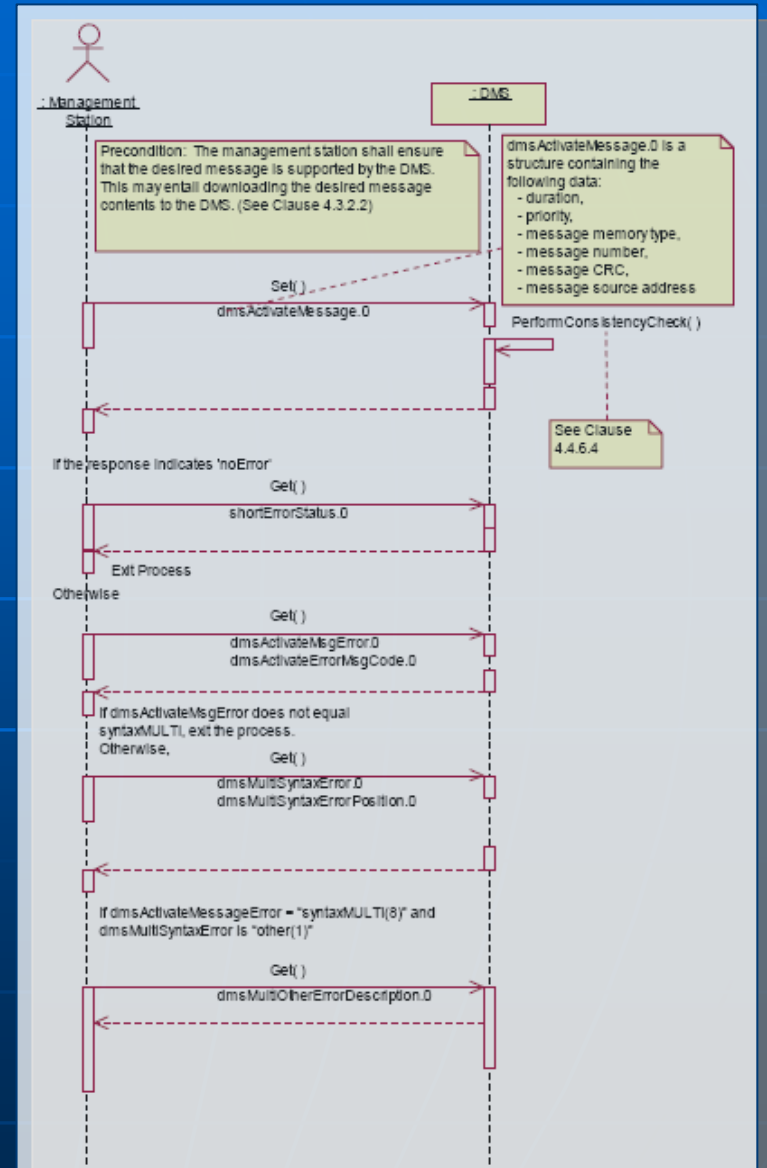 : Management
Station
: DMS
Precondition: The management station shall ensure
that the desired message is supported by the DMS.
This may entail downloading the desired message
contents to the DMS. (See Clause 4.3.2.2)
dmsActivateMessage.0 is a
structure containing the
following data:
- duration,
- priority,
- message memory type,
- message number,
- message CRC,
- message source address
Set( )
dmsActivateMessage.0
PerformConsistencyCheck( )
See Clause
4.4.6.4
If the response indicates 'noError'
Get( )
shortErrorStatus.0
Exit Process
Otherwise
Get( )
dmsActivateMsgError.0
dmsActivateErrorMsgCode.0
If dmsActivateMsgError does not equal
syntaxMULTI, exit the process.
Otherwise,
Get( )
dmsMultiSyntaxError.0
dmsMultiSyntaxErrorPosition.0
If dmsActivateMessageError = "syntaxMULTI(8)" and
dmsMultiSyntaxError is "other(1)"
Get( )
dmsMultiOtherErrorDescription.0